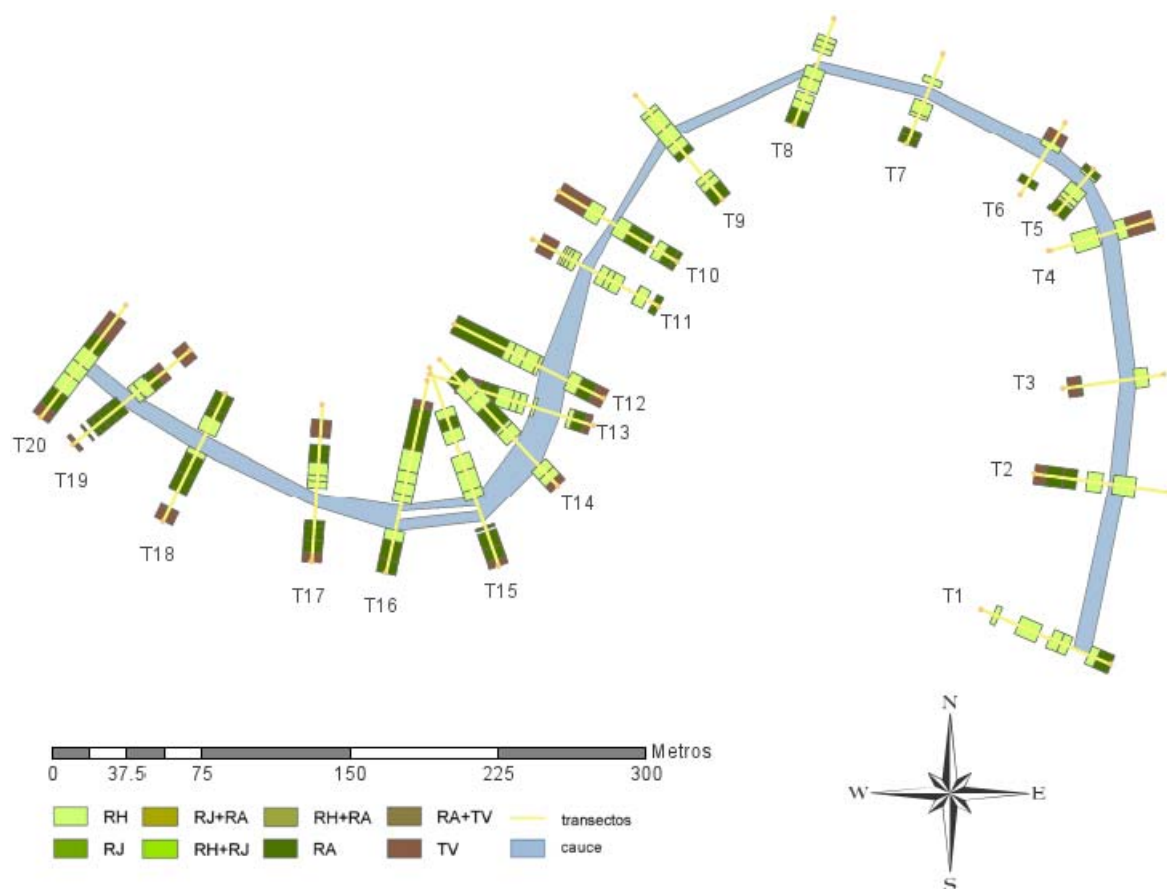 T8
T7
T9
T6
T5
T10
T4
T11
T12
T3
T20
T13
T19
T2
T14
T18
T17
T16
T15
T1
N
W E
S
Metros
0 37.5 75 150 225 300
RH RJ+RA RH+RA RA+TV transectos
RJ RH+RJ RA TV cauce